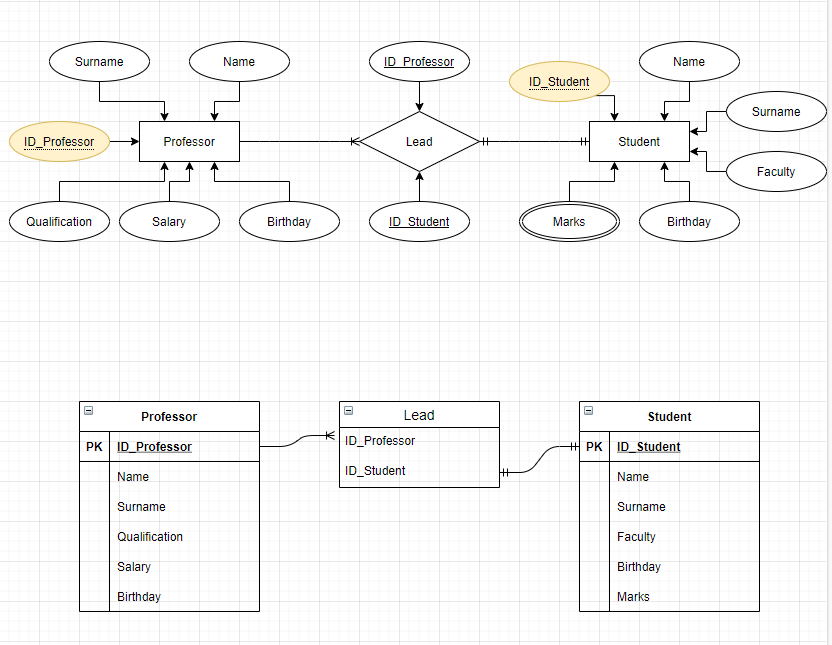 Surname
Name
ID_Professor
ID_Student
Name
Surname
ID_Professor
Professor
Lead
Student
Faculty
Qualification
Salary
Birthday
ID_Student
Marks
Birthday
Professor
PK ID_Professor
Name
Surname
Qualification
Salary
Birthday
Lead
ID_Professor
ID_Student
Student
PK ID_Student
Name
Surname
Faculty
Birthday
Marks